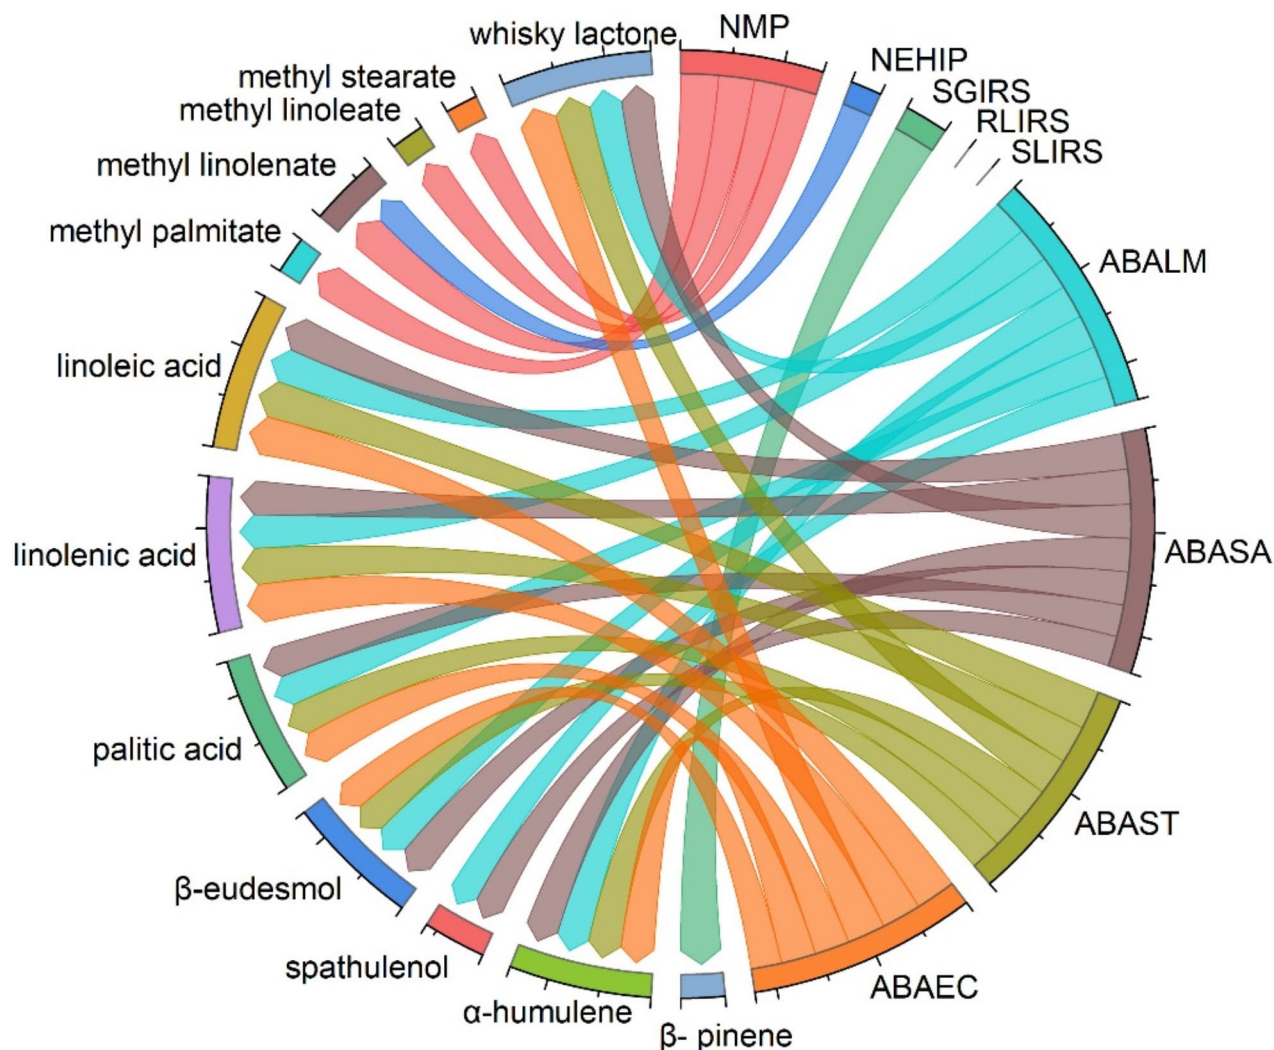 whisky lactone
NMP
methyl stearate
NEHIP
methyl linoleate
SGIRS
RLIRS
methyl linolenate
SLIRS
methyl palmitate
ABALM
linoleic acid
linolenic acid
ABASA
palitic acid
ABAST
β-eudesmol
spathulenol
ABAEC
α-humulene
β- pinene